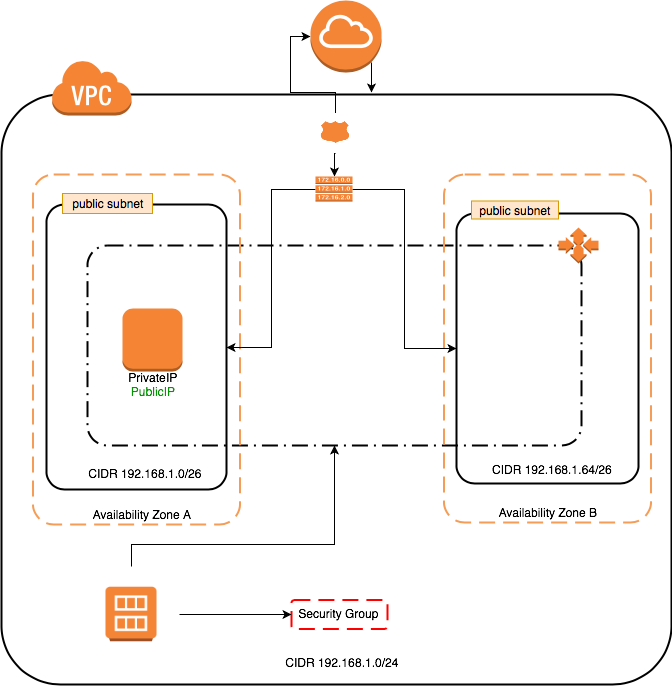 VPC
172.16.0.0
172.16.1.0
172.16.2.0
public subnet
public subnet
PrivateIP
PublicIP
CIDR 192.168.1.0/26
CIDR 192.168.1.64/26
Availability Zone A
Availability Zone B
Security Group
CIDR 192.168.1.0/24